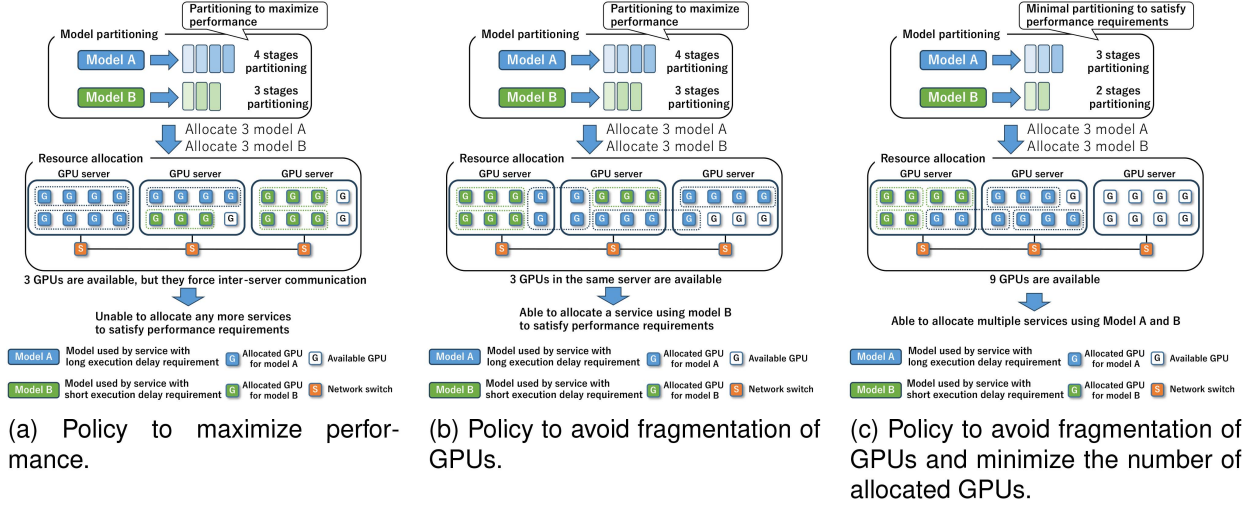 Partitioning to maximize
performance
Model partitioning
Model A
4 stages
partitioning
Model B
3 stages
partitioning
Allocate 3 model A
Allocate 3 model B
Resource allocation
GPU server GPU server GPU server
G G G G G G G G G G G G
G G G G G G G G G G G G
S S S
3 GPUs are available, but they force inter-server communication
Unable to allocate any more services
to satisfy performance requirements
Model A Model used by service with
long execution delay requirement
G Allocated GPU
for model A
G Available GPU
Model B Model used by service with
short execution delay requirement
G Allocated GPU
for model B
S Network switch
(a) Policy to maximize perfor-
mance.
Partitioning to maximize
performance
Model partitioning
Model A
4 stages
partitioning
Model B
3 stages
partitioning
Allocate 3 model A
Allocate 3 model B
Resource allocation
GPU server GPU server GPU server
G G G G G G G G G G G G
G G G G G G G G G G G G
S S S
3 GPUs in the same server are available
Able to allocate a service using model B
to satisfy performance requirements
Model A Model used by service with
long execution delay requirement
G Allocated GPU
for model A
G Available GPU
Model B Model used by service with
short execution delay requirement
G Allocated GPU
for model B
S Network switch
(b) Policy to avoid fragmentation of
GPUs.
Minimal partitioning to satisfy
performance requirements
Model partitioning
Model A
3 stages
partitioning
Model B
2 stages
partitioning
Allocate 3 model A
Allocate 3 model B
Resource allocation
GPU server GPU server GPU server
G G G G G G G G G G G G
G G G G G G G G G G G G
S S S
9 GPUs are available
Able to allocate multiple services using Model A and B
Model A Model used by service with
long execution delay requirement
G Allocated GPU
for model A
G Available GPU
Model B Model used by service with
short execution delay requirement
G Allocated GPU
for model B
S Network switch
(c) Policy to avoid fragmentation of
GPUs and minimize the number of
allocated GPUs.